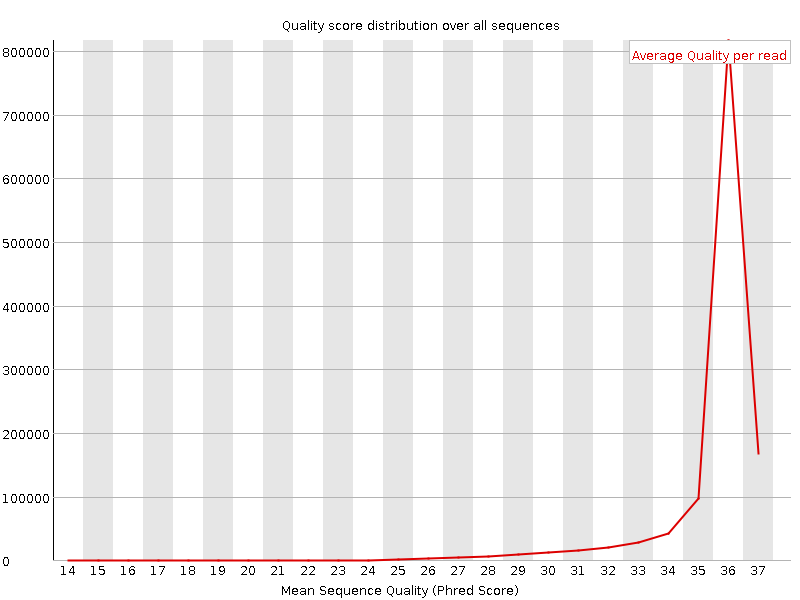 Quality score distribution over all sequences
Average Quality per read
800000
700000
600000
500000
400000
300000
200000
100000
0
14 15 16 17 18 19 20 21 22 23 24 25 26 27 28 29 30 31 32 33 34 35 36 37
Mean Sequence Quality (Phred Score)